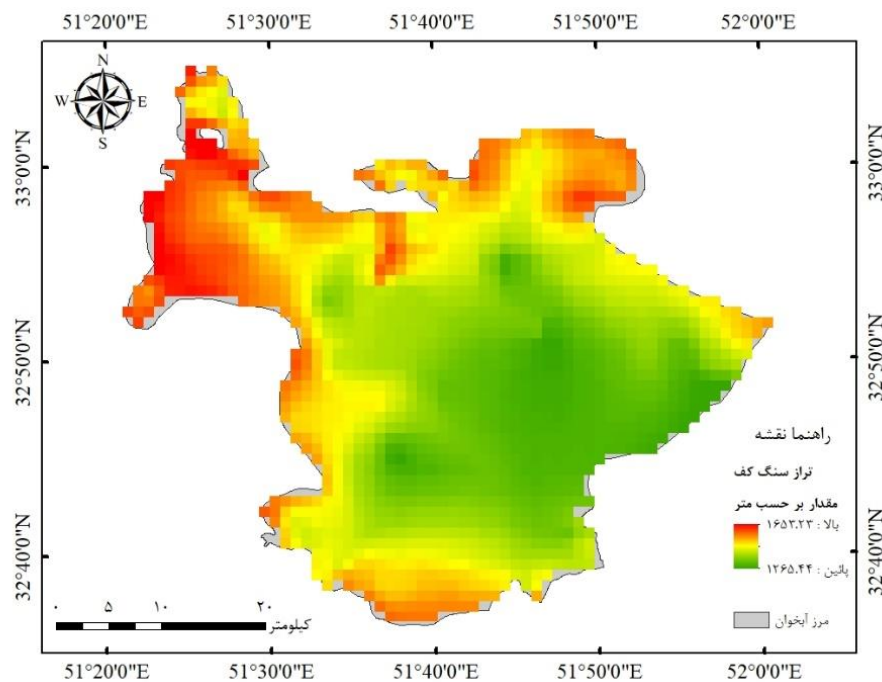 51°20'0"E 51°30'0"E 51°40'0"E 51°50'0"E 52°0'0"E
N
W E
S
33°0'0"N 33°0'0"N
32°50'0"N 32°50'0"N
32°40'0"N 32°40'0"N
راهنما نقشه
تراز سنگ کف
مقدار بر حسب متر
بالا : ۱۶۵۳.۲۳
پائین : ۱۲۶۵.۴۴
مرز آبخوان
۰ ۵ ۱۰ ۲۰
کیلومتر
51°20'0"E 51°30'0"E 51°40'0"E 51°50'0"E 52°0'0"E